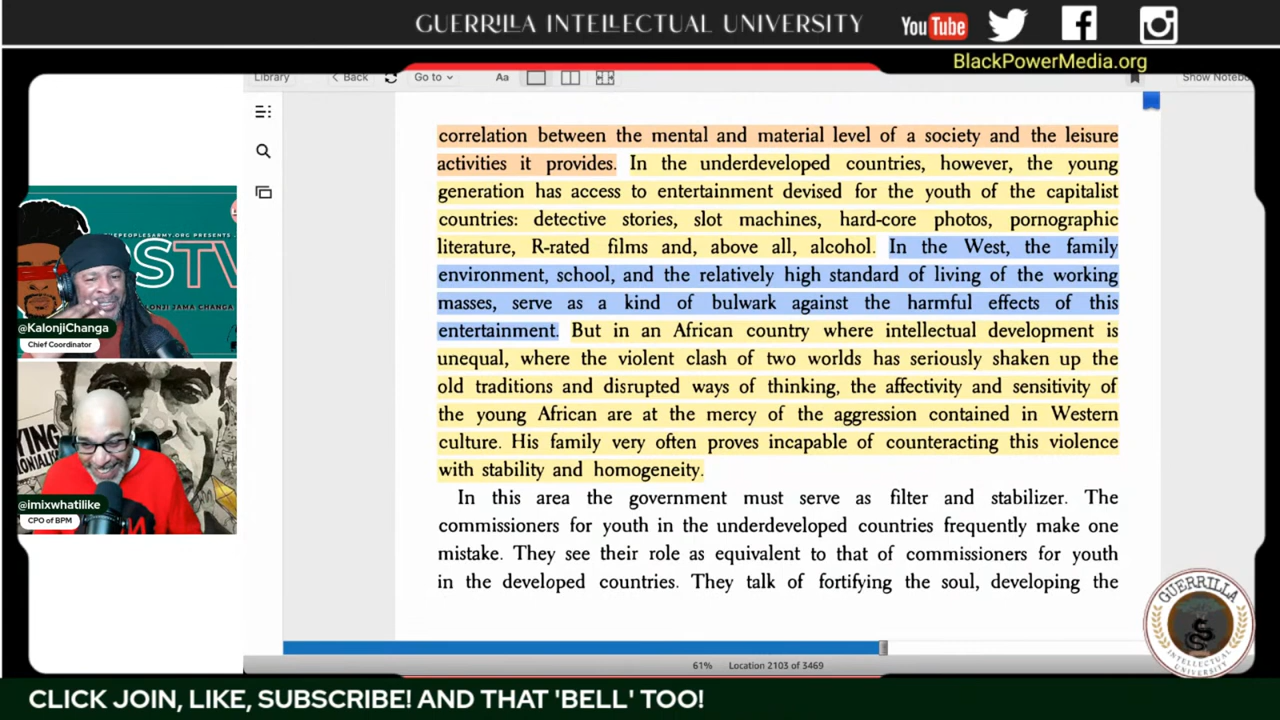 GUERRILLA INTELLECTUAL UNIVERSITY
YouTube
BlackPowerMedia.org
Library
Back
Go to
Aa
correlation between the mental and material level of a society and the leisure
activities it provides. In the underdeveloped countries, however, the young
generation has access to entertainment devised for the youth of the capitalist
countries: detective stories, slot machines, hard-core photos, pornographic
literature, R-rated films and, above all, alcohol. In the West, the family
environment, school, and the relatively high standard of living of the working
masses, serve as a kind of bulwark against the harmful effects of this
entertainment. But in an African country where intellectual development is
unequal, where the violent clash of two worlds has seriously shaken up the
old traditions and disrupted ways of thinking, the affectivity and sensitivity of
the young African are at the mercy of the aggression contained in Western
culture. His family very often proves incapable of counteracting this violence
with stability and homogeneity.
In this area the government must serve as filter and stabilizer. The
commissioners for youth in the underdeveloped countries frequently make one
mistake. They see their role as equivalent to that of commissioners for youth
in the developed countries. They talk of fortifying the soul, developing the
61%
Location 2103 of 3469
@KalonjiChanga
Chief Coordinator
@imixwhatilike
CPO of BPM
GUERRILLA
INTELLECTUAL
UNIVERSITY
CLICK JOIN, LIKE, SUBSCRIBE! AND THAT 'BELL' TOO!